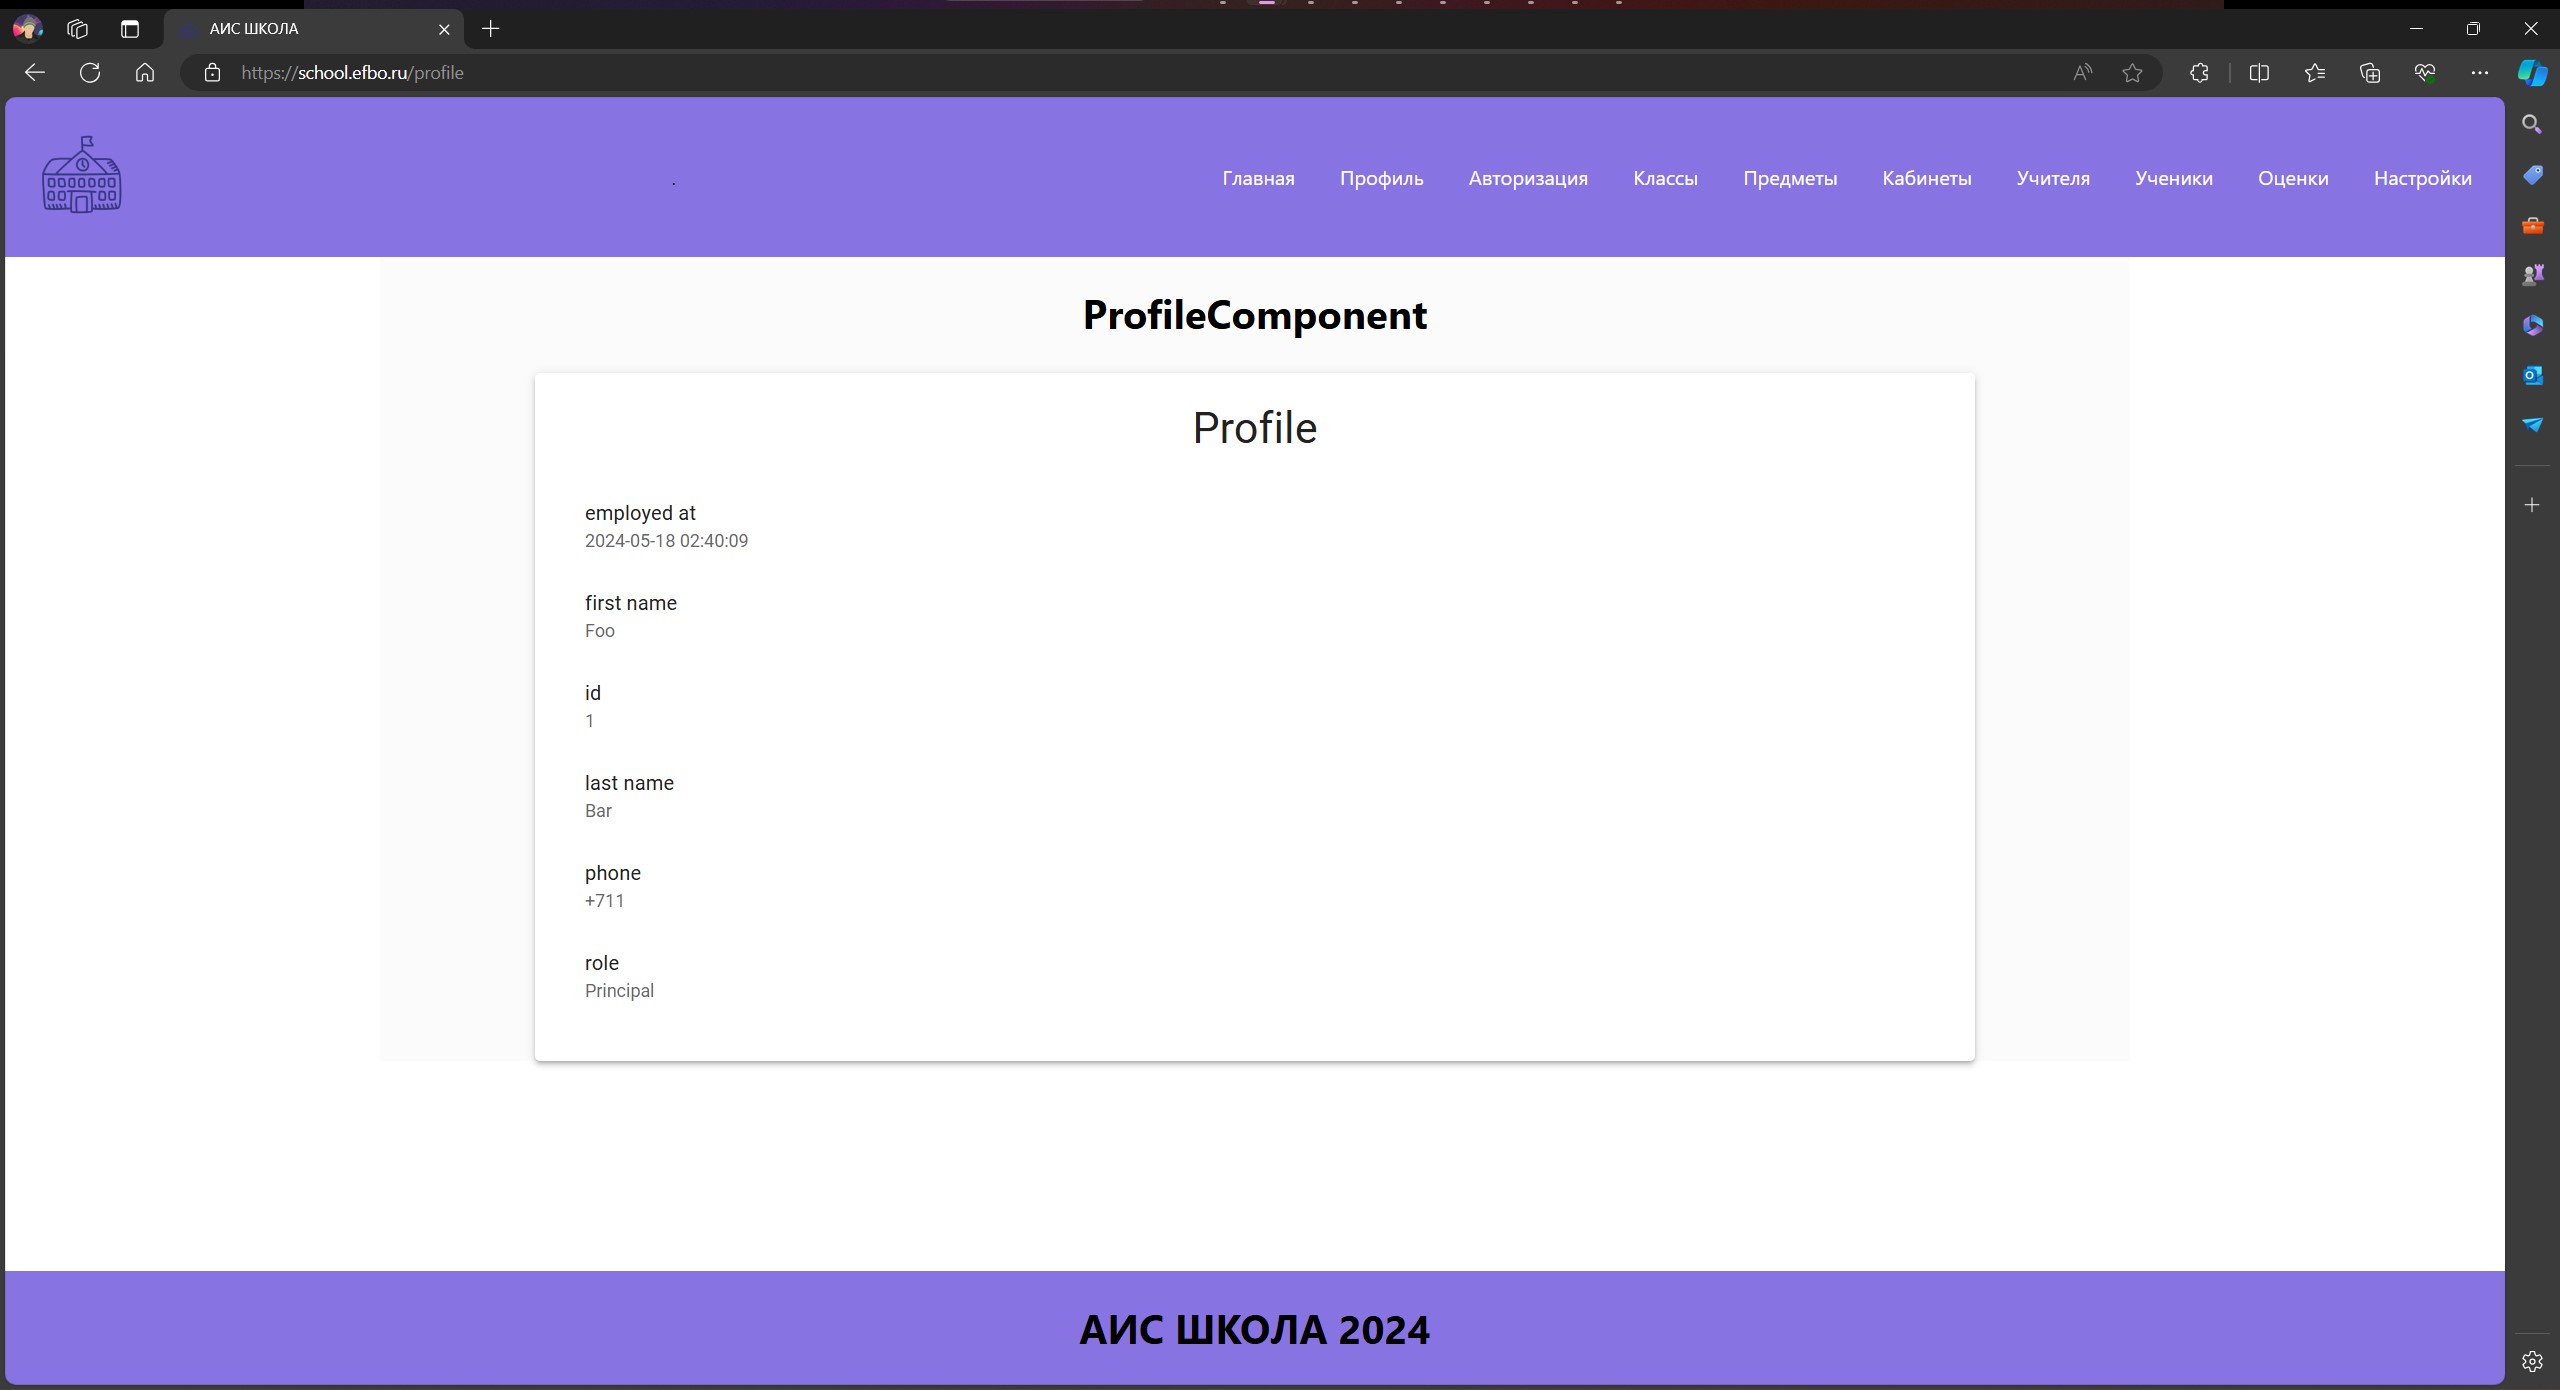 АИС ШКОЛА
https://school.efbo.ru/profile
Главная Профиль Авторизация Классы Предметы Кабинеты Учителя Ученики Оценки Настройки
ProfileComponent
Profile
employed at
2024-05-18 02:40:09
first name
Foo
id
1
last name
Bar
phone
+711
role
Principal
АИС ШКОЛА 2024